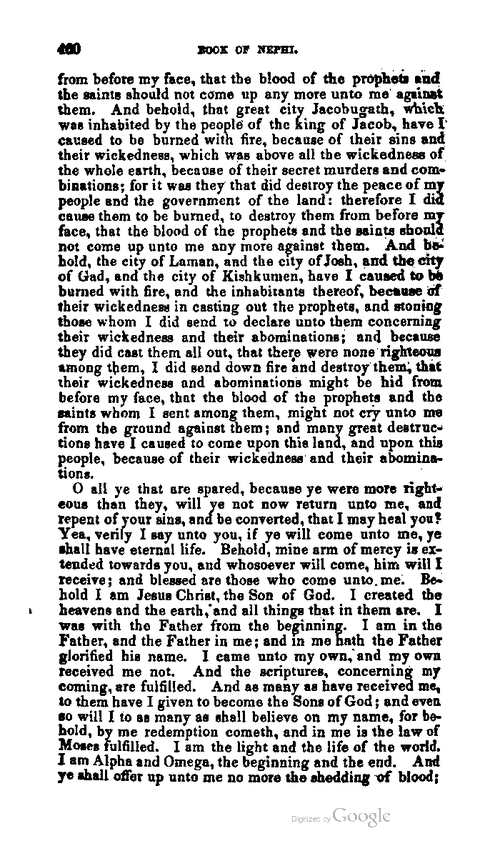 460 BOOK OF NEPHI.
from before my face, that the blood of the prophets and
the saints should not come up any more unto me against
them. And behold, that great city Jacobugath, which
was inhabited by the people of the king of Jacob, have I
caused to be burned with fire, because of their sins and
their wickedness, which was above all the wickedness of
the whole earth, because of their secret murders and com-
binations; for it was they that did destroy the peace of my
people and the government of the land: therefore I did
cause them to be burned, to destroy them from before my
face, that the blood of the prophets and the saints should
not come up unto me any more against them. And be-
hold, the city of Laman, and the city of Josh, and the city
of Gad, and the city of Kishkumen, have I caused to be
burned with fire, and the inhabitants thereof, because of
their wickedness in casting out the prophets, and stoning
those whom I did send to declare unto them concerning
their wickedness and their abominations; and because
they did cast them all out, that there were none righteous
among them, I did send down fire and destroy them, that
their wickedness and abominations might be hid from
before my face, that the blood of the prophets and the
saints whom I sent among them, might not cry unto me
from the ground against them; and many great destruc-
tions have I caused to come upon this land, and upon this
people, because of their wickedness and their abomina-
tions.
O all ye that are spared, because ye were more right-
eous than they, will ye not now return unto me, and
repent of your sins, and be converted, that I may heal you?
Yea, verily I say unto you, if ye will come unto me, ye
shall have eternal life. Behold, mine arm of mercy is ex-
tended towards you, and whosoever will come, him will I
receive; and blessed are those who come unto me. Be-
hold I am Jesus Christ, the Son of God. I created the
heavens and the earth, and all things that in them are. I
was with the Father from the beginning. I am in the
Father, and the Father in me; and in me hath the Father
glorified his name. I came unto my own, and my own
received me not. And the scriptures, concerning my
coming, are fulfilled. And as many as have received me,
to them have I given to become the Sons of God; and even
so will I to as many as shall believe on my name, for be-
hold, by me redemption cometh, and in me is the law of
Moses fulfilled. I am the light and the life of the world.
I am Alpha and Omega, the beginning and the end. And
ye shall offer up unto me no more the shedding of blood;
Digitized by Google